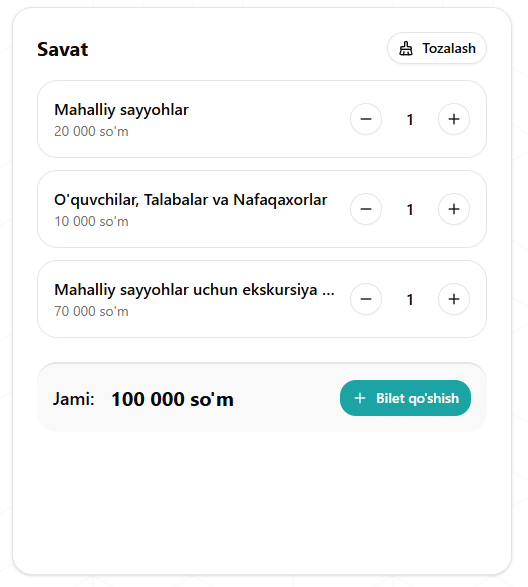 Savat
Tozalash
Mahalliy sayyohlar
20 000 so'm
1
O'quvchilar, Talabalar va Nafaqaxorlar
10 000 so'm
1
Mahalliy sayyohlar uchun ekskursiya ...
70 000 so'm
1
Jami: 100 000 so'm
Bilet qo'shish